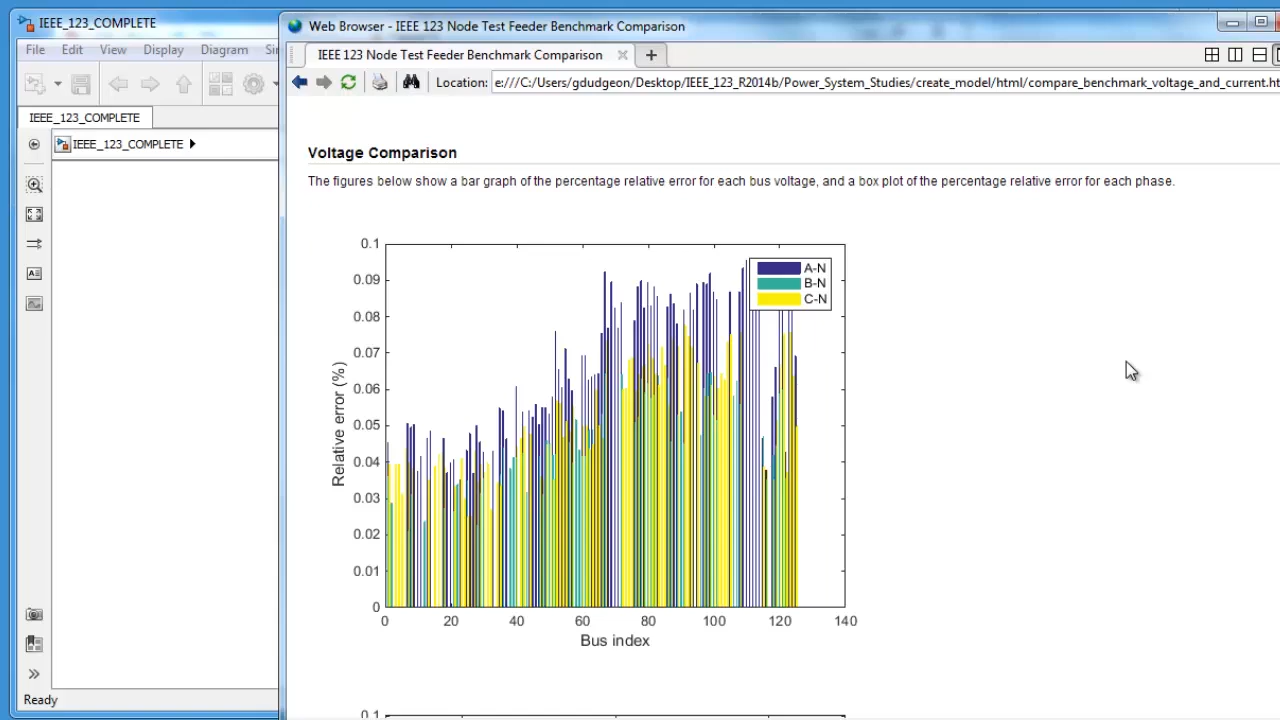 IEEE_123_COMPLETE
File Edit View Display Diagram Si
IEEE_123_COMPLETE
IEEE_123_COMPLETE
Ready
Web Browser - IEEE 123 Node Test Feeder Benchmark Comparison
IEEE 123 Node Test Feeder Benchmark Comparison
Location: e:///C:/Users/gdudgeon/Desktop/IEEE_123_R2014b/Power_System_Studies/create_model/html/compare_benchmark_voltage_and_current.ht
Voltage Comparison
The figures below show a bar graph of the percentage relative error for each bus voltage, and a box plot of the percentage relative error for each phase.
0.1
0.09
0.08
0.07
0.06
0.05
0.04
0.03
0.02
0.01
0
Relative error (%)
A-N
B-N
C-N
0 20 40 60 80 100 120 140
Bus index
0.1